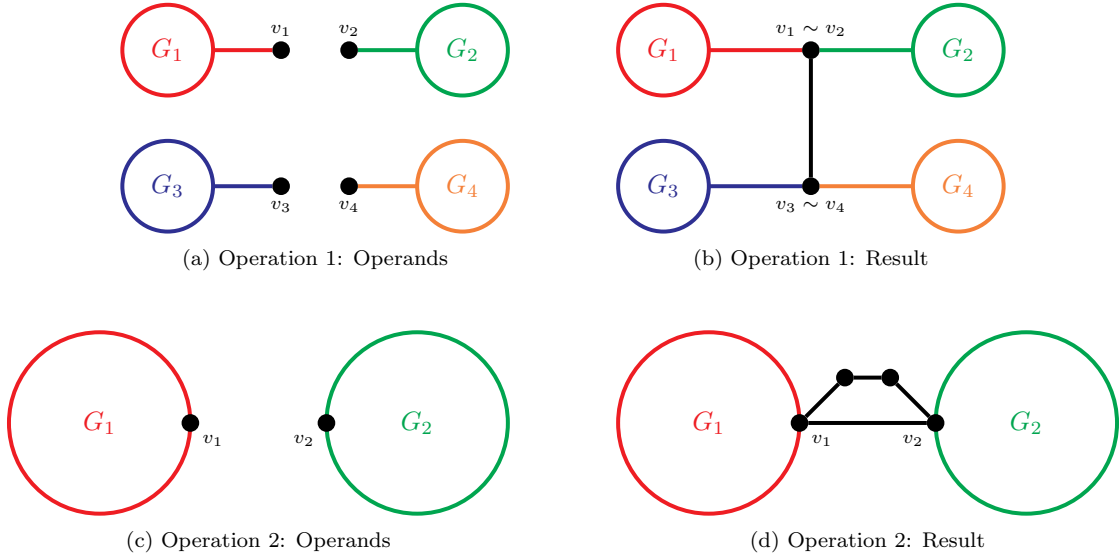 v₁ v₂ v₁ ∼ v₂
G₁ G₂ G₁ G₂
G₃ G₄ G₃ G₄
v₃ v₄ v₃ ∼ v₄
(a) Operation 1: Operands
(b) Operation 1: Result
G₁ v₁ v₂ G₂
G₁ v₁ v₂ G₂
(c) Operation 2: Operands
(d) Operation 2: Result